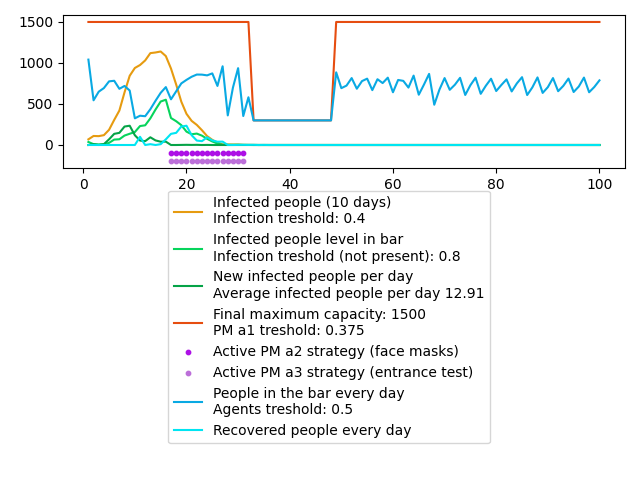 1500
1000
500
0
0 20 40 60 80 100
Infected people (10 days)
Infection treshold: 0.4
Infected people level in bar
Infection treshold (not present): 0.8
New infected people per day
Average infected people per day 12.91
Final maximum capacity: 1500
PM a1 treshold: 0.375
Active PM a2 strategy (face masks)
Active PM a3 strategy (entrance test)
People in the bar every day
Agents treshold: 0.5
Recovered people every day